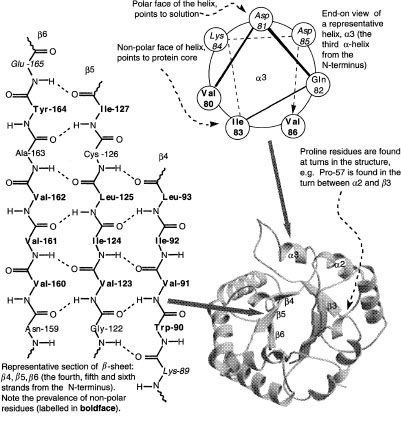 Polar face of the helix,
points to solution
Non-polar face of helix,
points to protein core
Asp
81
Lys
84
Asp
85
α3
Gln
82
Val
80
Ile
83
Val
86
End-on view of
a representative
helix, α3 (the
third α-helix
from the
N-terminus)
Proline residues are found
at turns in the structure,
e.g. Pro-57 is found in the
turn between α2 and β3
β6
Glu-165
N-H
Tyr-164
H-N
Ala-163
N-H
Val-162
H-N
Val-161
N-H
Val-160
H-N
Asn-159
β5
Ile-127
H-N
Cys-126
N-H
Leu-125
H-N
Ile-124
N-H
Val-123
H-N
Gly-122
N-H
β4
Leu-93
H-N
Ile-92
N-H
Val-91
H-N
Trp-90
N-H
Lys-89
H-N
α3
α2
β4
β3
β5
β6
Representative section of β-sheet:
β4, β5, β6 (the fourth, fifth and sixth
strands from the N-terminus).
Note the prevalence of non-polar
residues (labelled in boldface).